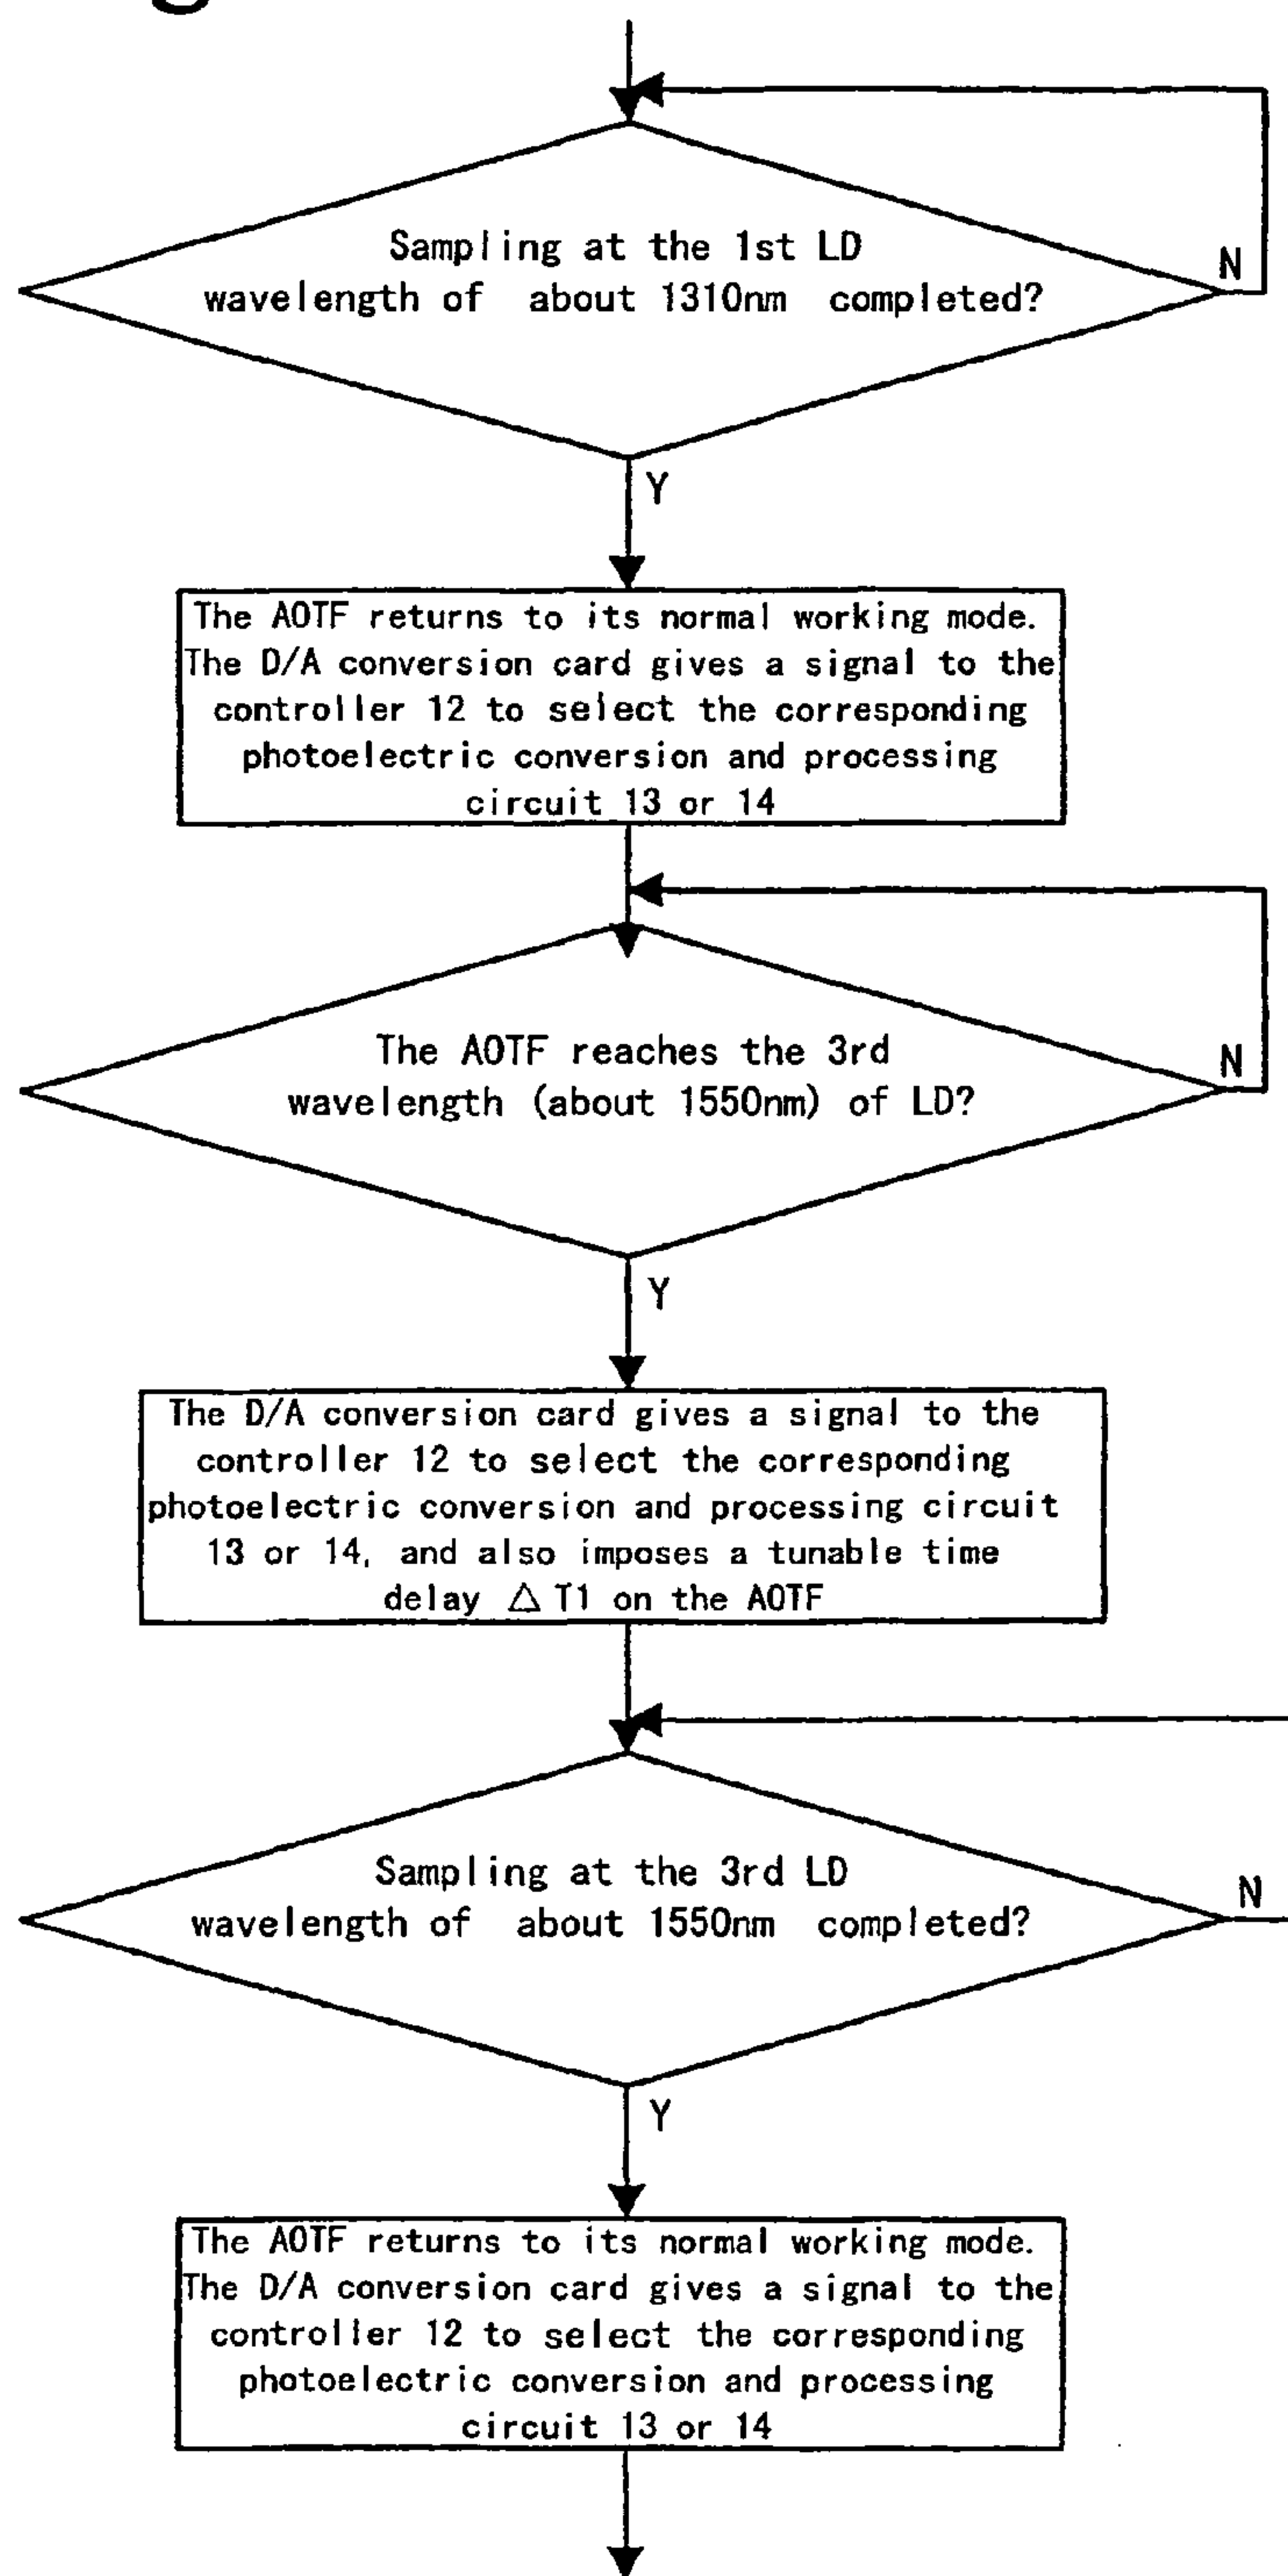 Sampling at the 1st LD
wavelength of about 1310nm completed?
N
Y
The AOTF returns to its normal working mode.
The D/A conversion card gives a signal to the
controller 12 to select the corresponding
photoelectric conversion and processing
circuit 13 or 14
The AOTF reaches the 3rd
wavelength (about 1550nm) of LD?
N
Y
The D/A conversion card gives a signal to the
controller 12 to select the corresponding
photoelectric conversion and processing circuit
13 or 14, and also imposes a tunable time
delay △T1 on the AOTF
Sampling at the 3rd LD
wavelength of about 1550nm completed?
N
Y
The AOTF returns to its normal working mode.
The D/A conversion card gives a signal to the
controller 12 to select the corresponding
photoelectric conversion and processing
circuit 13 or 14